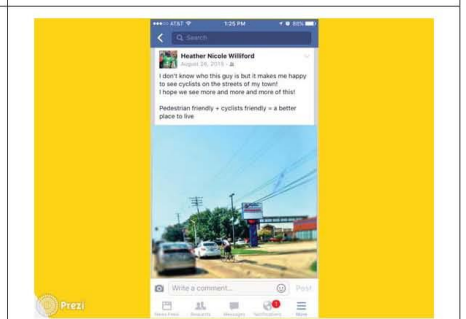 AT&T 1:25 PM 85%
Search
Heather Nicole Williford
August 26, 2015
I don't know who this guy is but it makes me happy
to see cyclists on the streets of my town!
I hope we see more and more and more of this!
Pedestrian friendly + cyclists friendly = a better
place to live
Write a comment... Post
News Feed Requests Messages Notifications More
Prezi